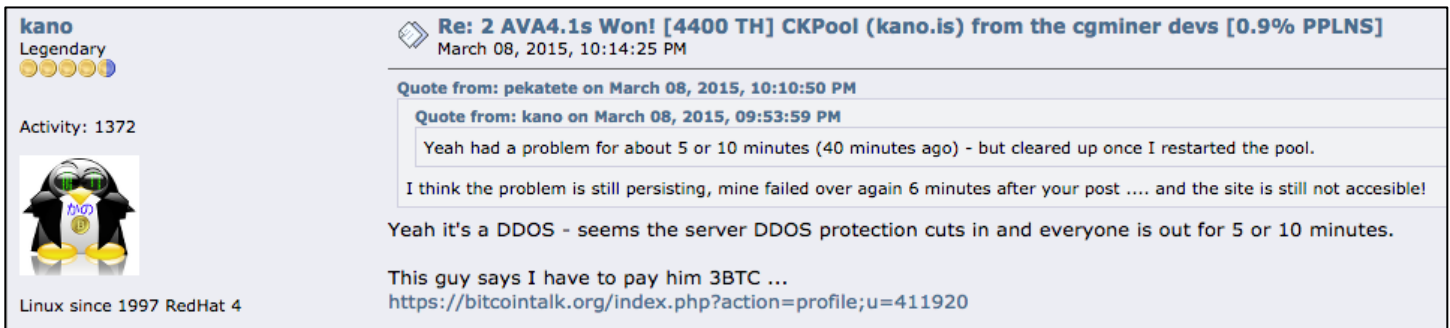 kano
Legendary
Activity: 1372
かの
Linux since 1997 RedHat 4
Re: 2 AVA4.1s Won! [4400 TH] CKPool (kano.is) from the cgminer devs [0.9% PPLNS]
March 08, 2015, 10:14:25 PM
Quote from: pekatete on March 08, 2015, 10:10:50 PM
Quote from: kano on March 08, 2015, 09:53:59 PM
Yeah had a problem for about 5 or 10 minutes (40 minutes ago) - but cleared up once I restarted the pool.
I think the problem is still persisting, mine failed over again 6 minutes after your post .... and the site is still not accesible!
Yeah it's a DDOS - seems the server DDOS protection cuts in and everyone is out for 5 or 10 minutes.
This guy says I have to pay him 3BTC ...
https://bitcointalk.org/index.php?action=profile;u=411920